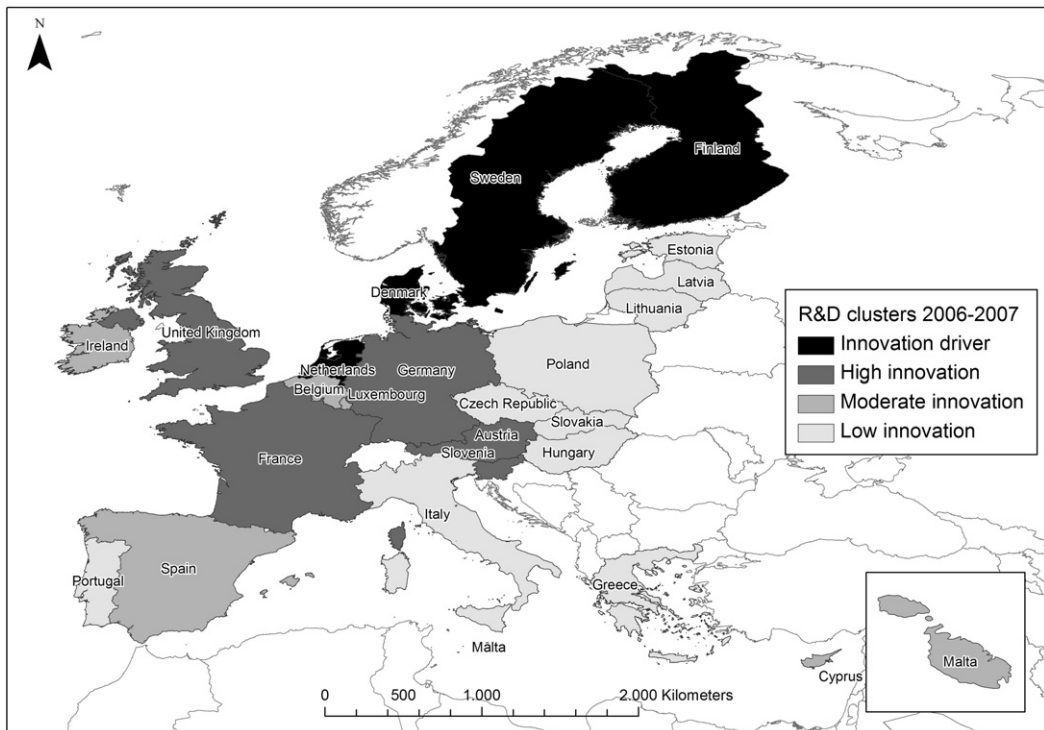 N
Finland
Sweden
Estonia
Latvia
Denmark
Lithuania
R&D clusters 2006-2007
Innovation driver
High innovation
Moderate innovation
Low innovation
United Kingdom
Ireland
Netherlands
Germany
Poland
Belgium
Luxembourg
Czech Republic
Slovakia
Austria
Slovenia
Hungary
France
Italy
Spain
Portugal
Greece
Malta
Cyprus
Malta
0 500 1.000 2.000 Kilometers